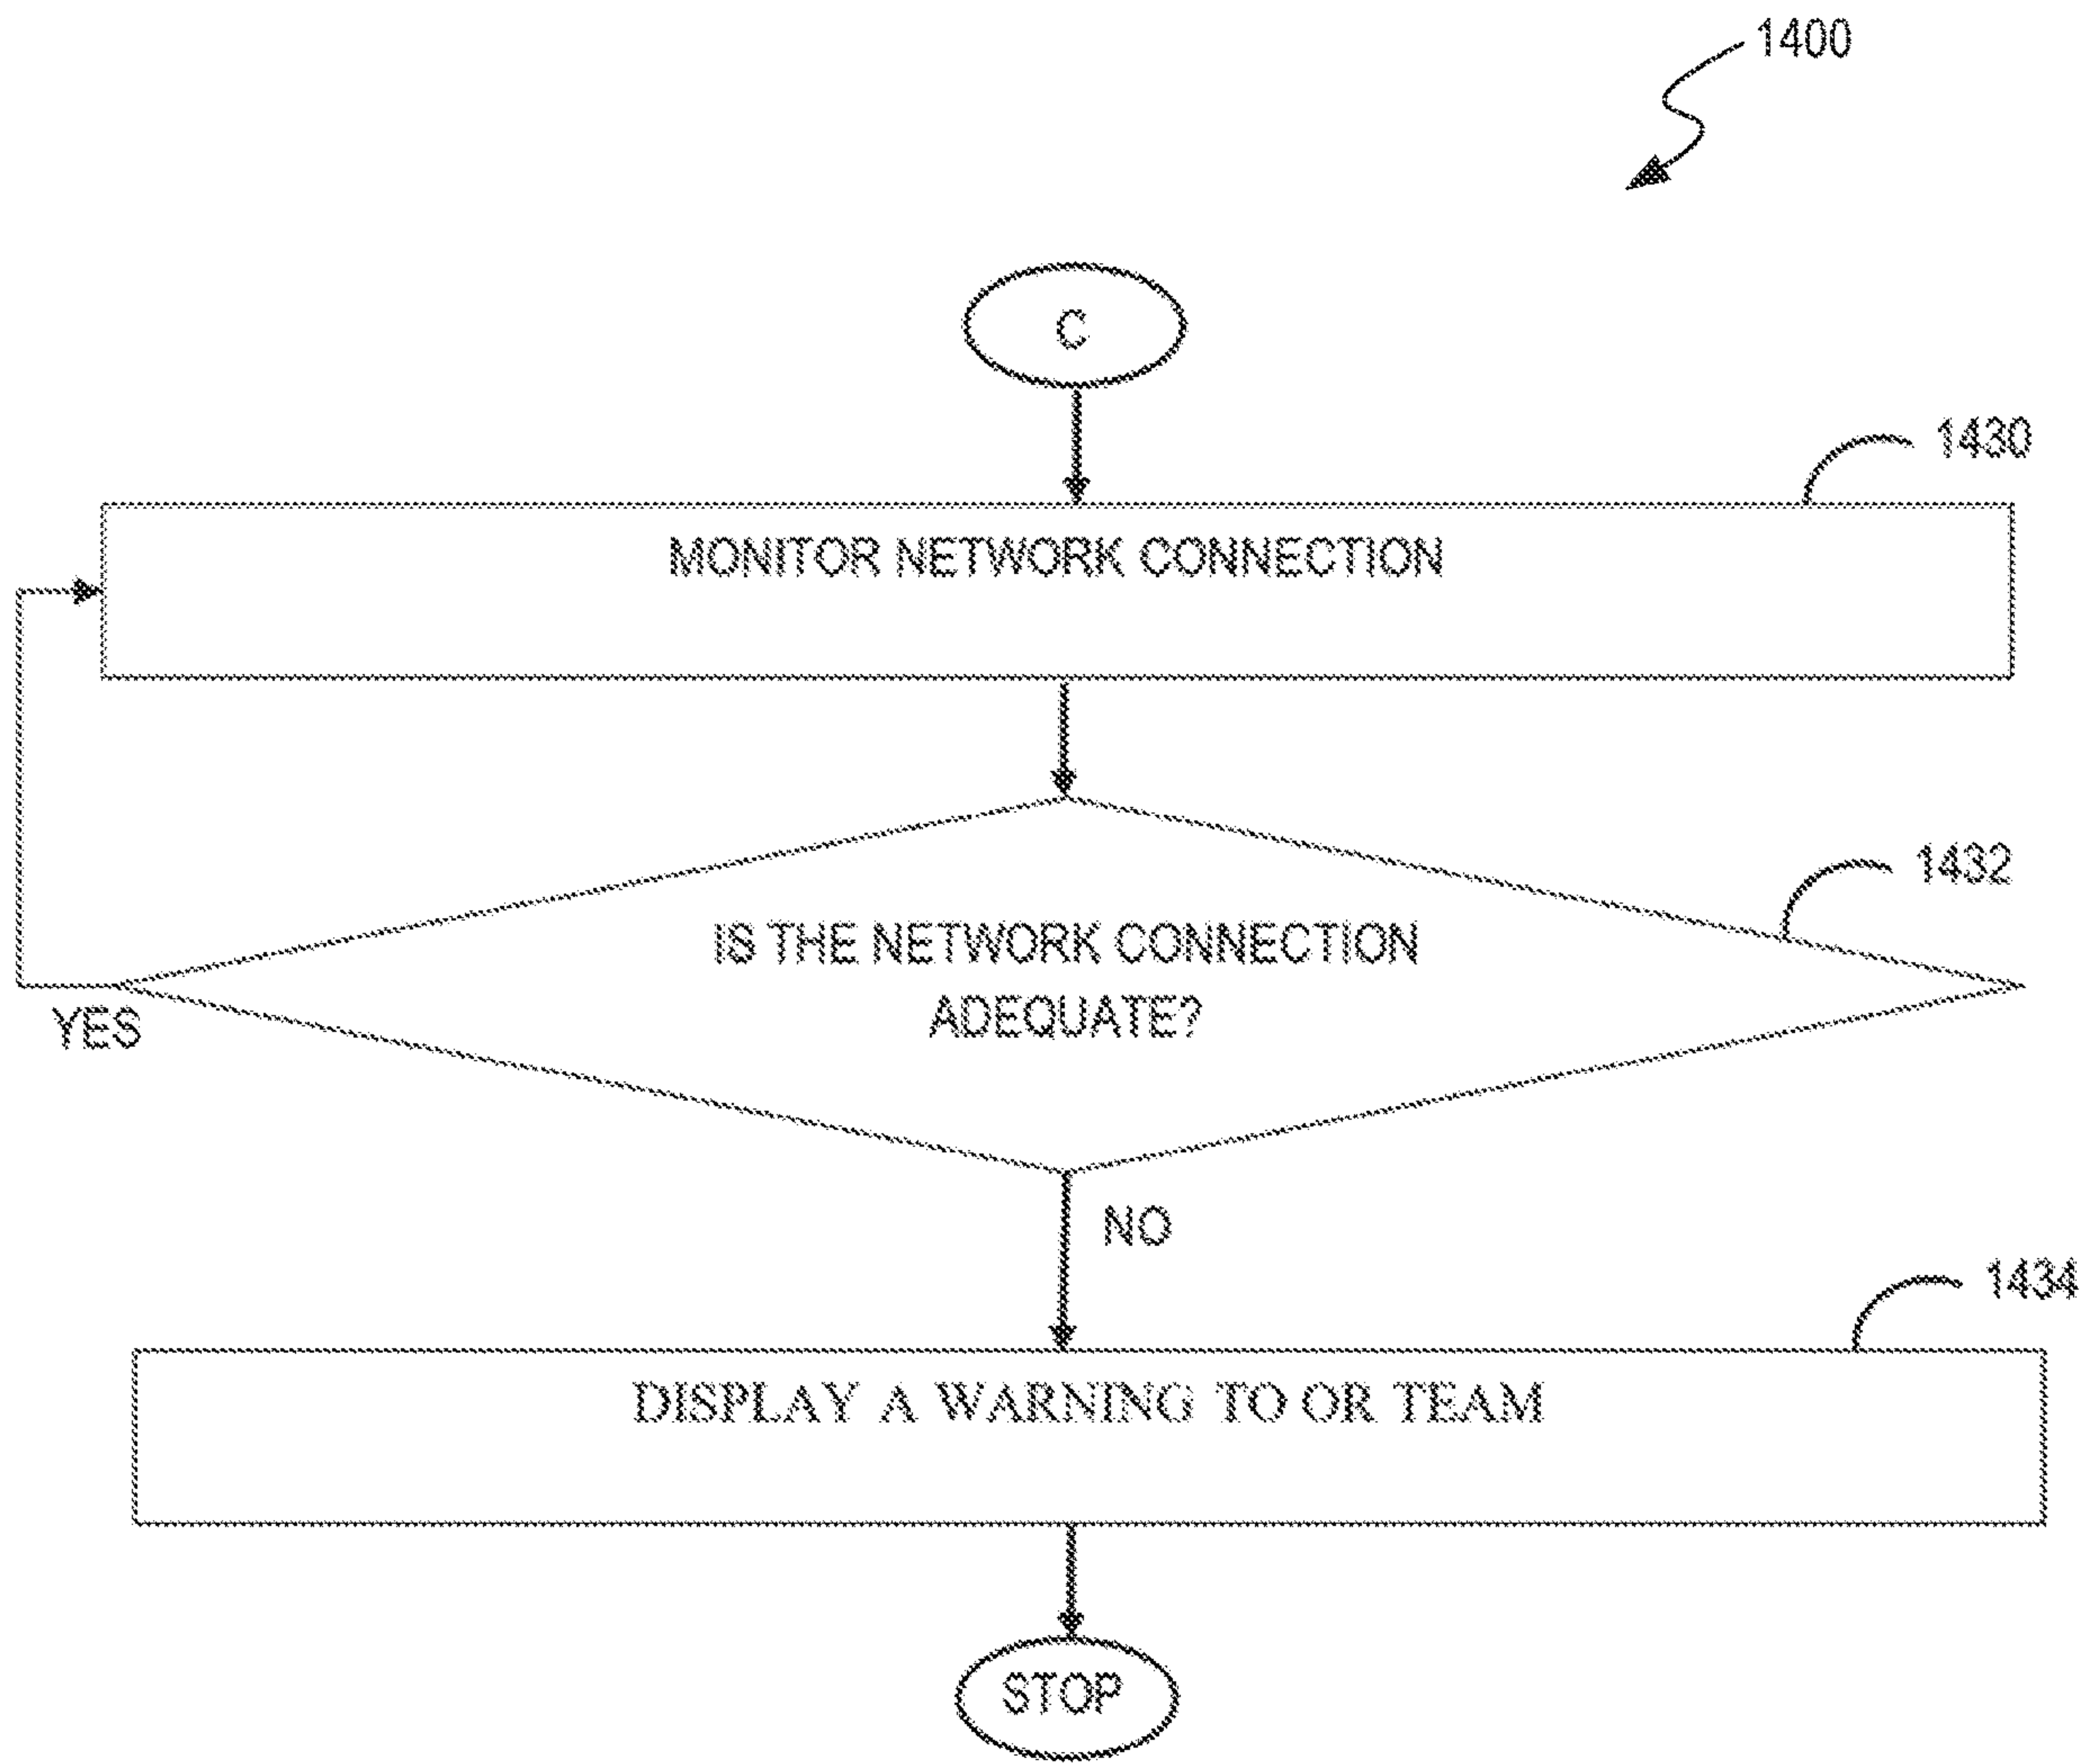 1400
C
1430
MONITOR NETWORK CONNECTION
1432
IS THE NETWORK CONNECTION
ADEQUATE?
YES
NO
1434
DISPLAY A WARNING TO OR TEAM
STOP